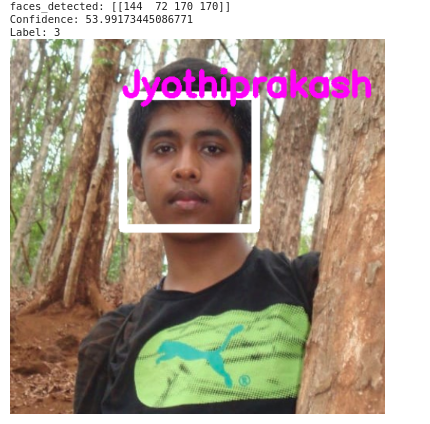 faces_detected: [[144  72 170 170]]
Confidence: 53.99173445086771
Label: 3
Jyothiprakash
®